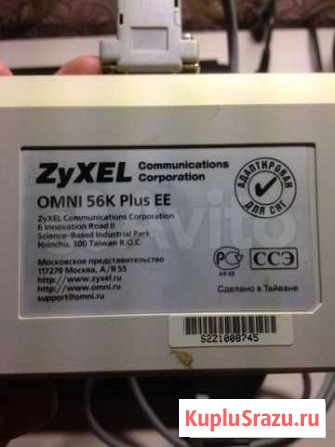 ZyXEL Communications Corporation
OMNI 56K Plus EE
АДАПТИРОВАН ДЛЯ СНГ
ZyXEL Communications Corporation
6 Innovation Road II
Science-Based Industrial Park
Hsinchu, 300 Taiwan R.O.C.
Московское представительство
117279 Москва, А/Я 55
http://www.zyxel.ru
http://www.omni.ru
support@omni.ru
ССЭ
Сделано в Тайване
S2Z1008745
Avito
KupluSrazu.ru